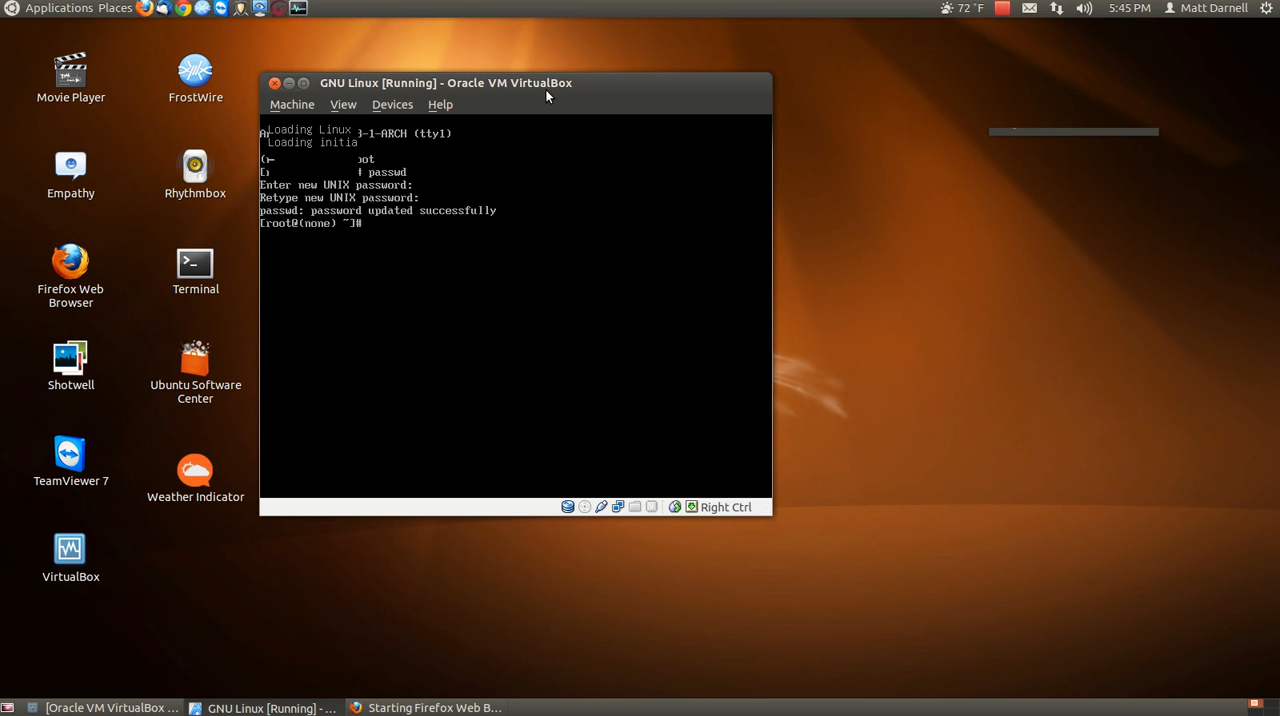 Applications Places
72 °F
5:45 PM
Matt Darnell
Movie Player
FrostWire
Empathy
Rhythmbox
Firefox Web
Browser
Terminal
Shotwell
Ubuntu Software
Center
TeamViewer 7
Weather Indicator
VirtualBox
GNU Linux [Running] - Oracle VM VirtualBox
Machine View Devices Help
Loading Linux
3-1-ARCH (tty1)
Loading initia
oot
# passwd
Enter new UNIX password:
Retype new UNIX password:
passwd: password updated successfully
[root@(none) ~]#
Right Ctrl
[Oracle VM VirtualBox ...
GNU Linux [Running] - ...
Starting Firefox Web B...